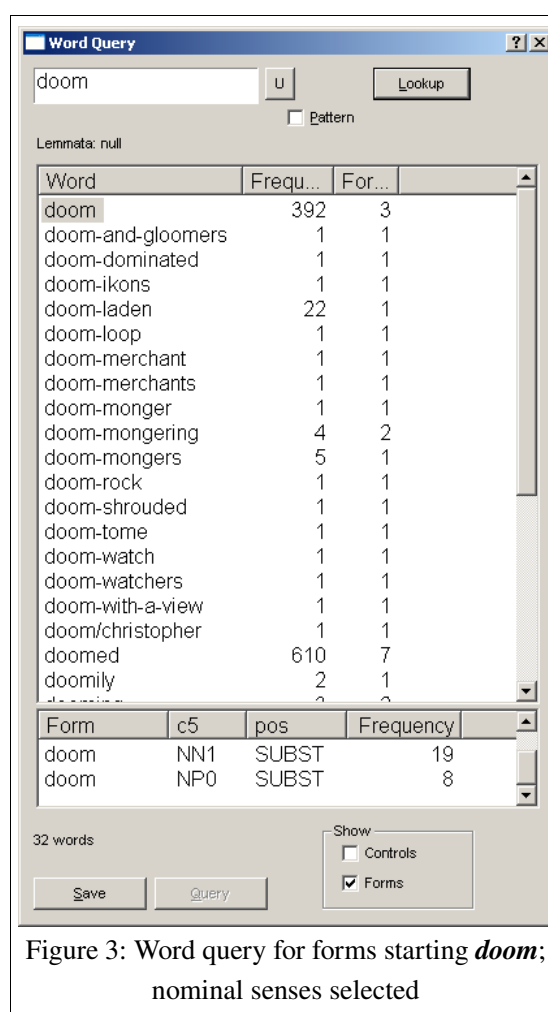 Word Query
doom U Lookup
Pattern
Lemmata: null
Word Frequ... For...
doom 392 3
doom-and-gloomers 1 1
doom-dominated 1 1
doom-ikons 1 1
doom-laden 22 1
doom-loop 1 1
doom-merchant 1 1
doom-merchants 1 1
doom-monger 1 1
doom-mongering 4 2
doom-mongers 5 1
doom-rock 1 1
doom-shrouded 1 1
doom-tome 1 1
doom-watch 1 1
doom-watchers 1 1
doom-with-a-view 1 1
doom/christopher 1 1
doomed 610 7
doomily 2 1
Form c5 pos Frequency
doom NN1 SUBST 19
doom NP0 SUBST 8
32 words
Show
Controls
Forms
Save Query
Figure 3: Word query for forms starting doom;
nominal senses selected